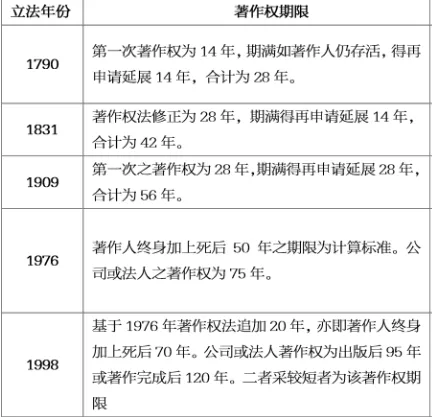 立法年份 著作权期限
1790 第一次著作权为 14 年，期满如著作人仍存活，得再
申请延展 14 年，合计为 28 年。
1831 著作权法修正为 28 年，期满得再申请延展 14 年，
合计为 42 年。
1909 第一次之著作权为 28 年，期满得再申请延展 28 年，
合计为 56 年。
1976 著作人终身加上死后 50 年之期限为计算标准。公
司或法人之著作权为 75 年。
1998 基于 1976 年著作权法追加 20 年，亦即著作人终身
加上死后 70 年。公司或法人著作权为出版后 95 年
或著作完成后 120 年。二者采较短者为该著作权期
限